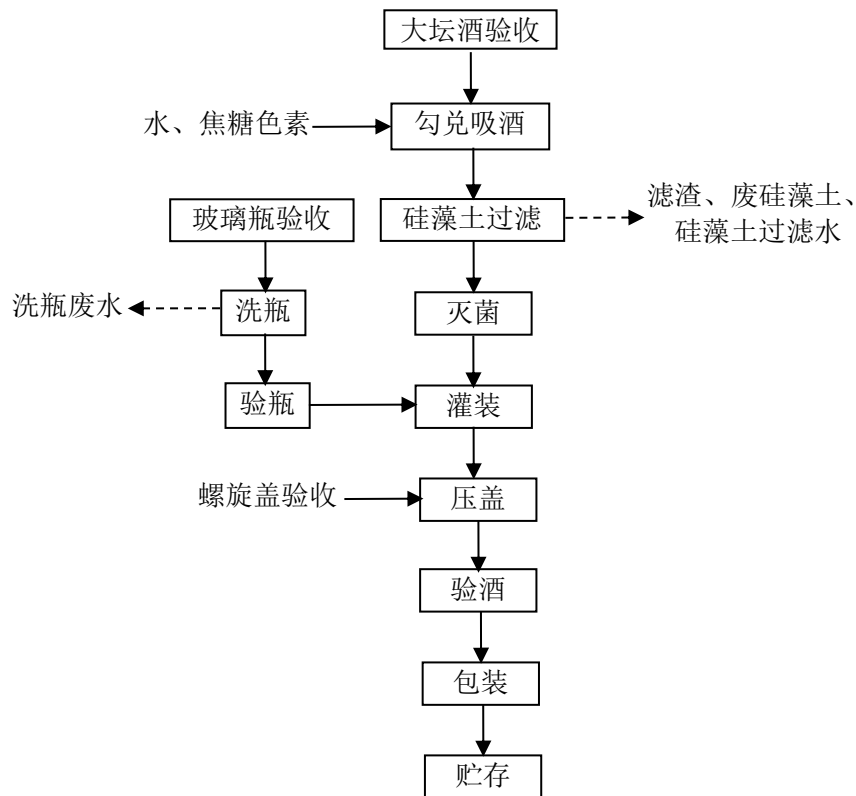 大坛酒验收
水、焦糖色素
勾兑吸酒
玻璃瓶验收
硅藻土过滤
滤渣、废硅藻土、
硅藻土过滤水
洗瓶废水
洗瓶
灭菌
验瓶
灌装
螺旋盖验收
压盖
验酒
包装
贮存